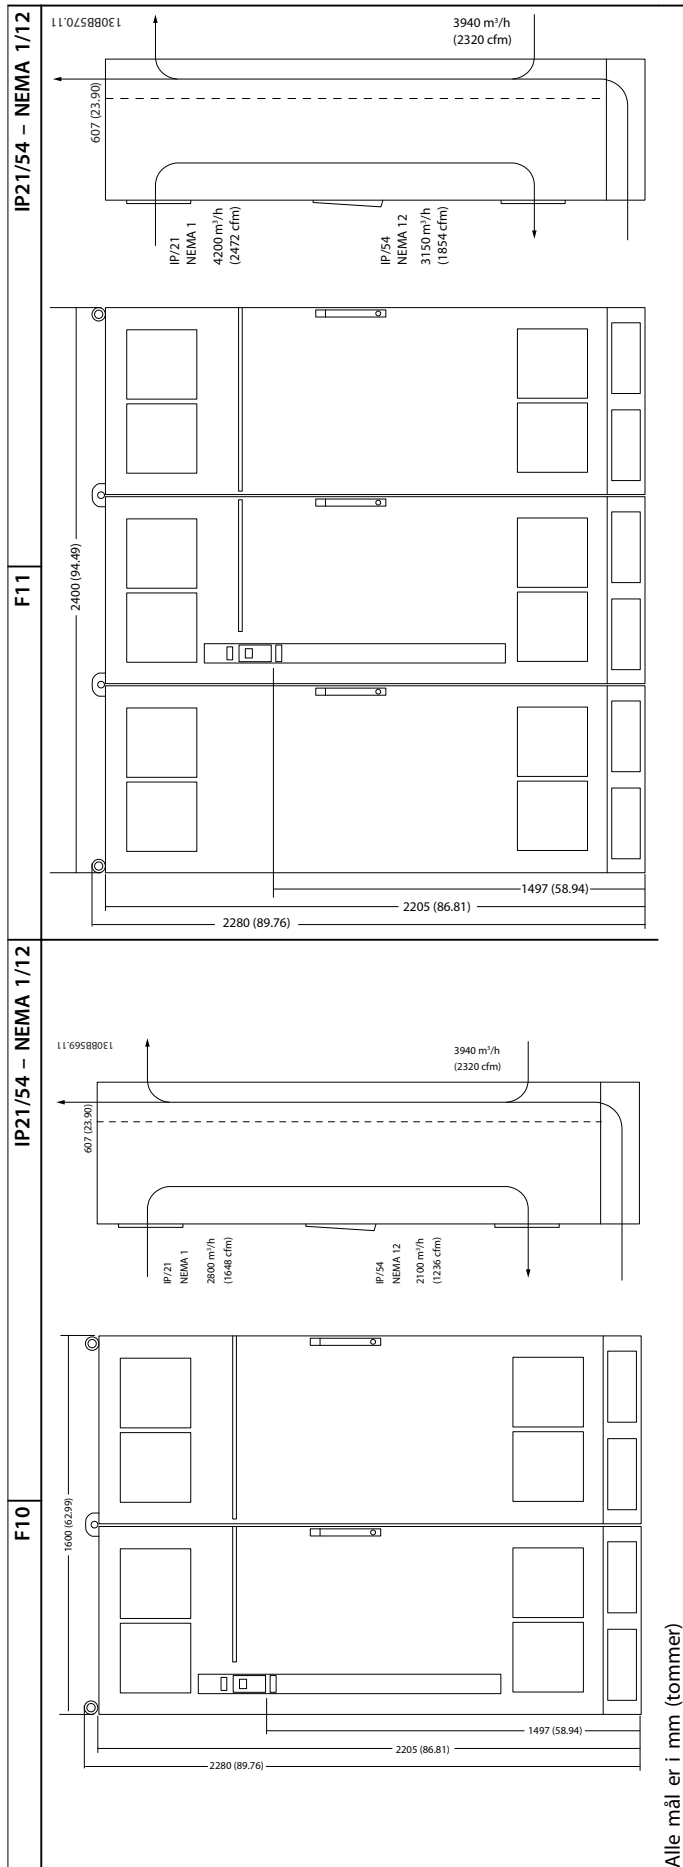 F10
IP21/54 – NEMA 1/12
F11
IP21/54 – NEMA 1/12
130BB569.11
607 (23.90)
3940 m³/h
(2320 cfm)
IP/21
NEMA 1
2800 m³/h
(1648 cfm)
IP/54
NEMA 12
2100 m³/h
(1236 cfm)
1600 (62.99)
1497 (58.94)
2205 (86.81)
2280 (89.76)
130BB570.11
607 (23.90)
3940 m³/h
(2320 cfm)
IP/21
NEMA 1
4200 m³/h
(2472 cfm)
IP/54
NEMA 12
3150 m³/h
(1854 cfm)
2400 (94.49)
1497 (58.94)
2205 (86.81)
2280 (89.76)
Alle mål er i mm (tommer)